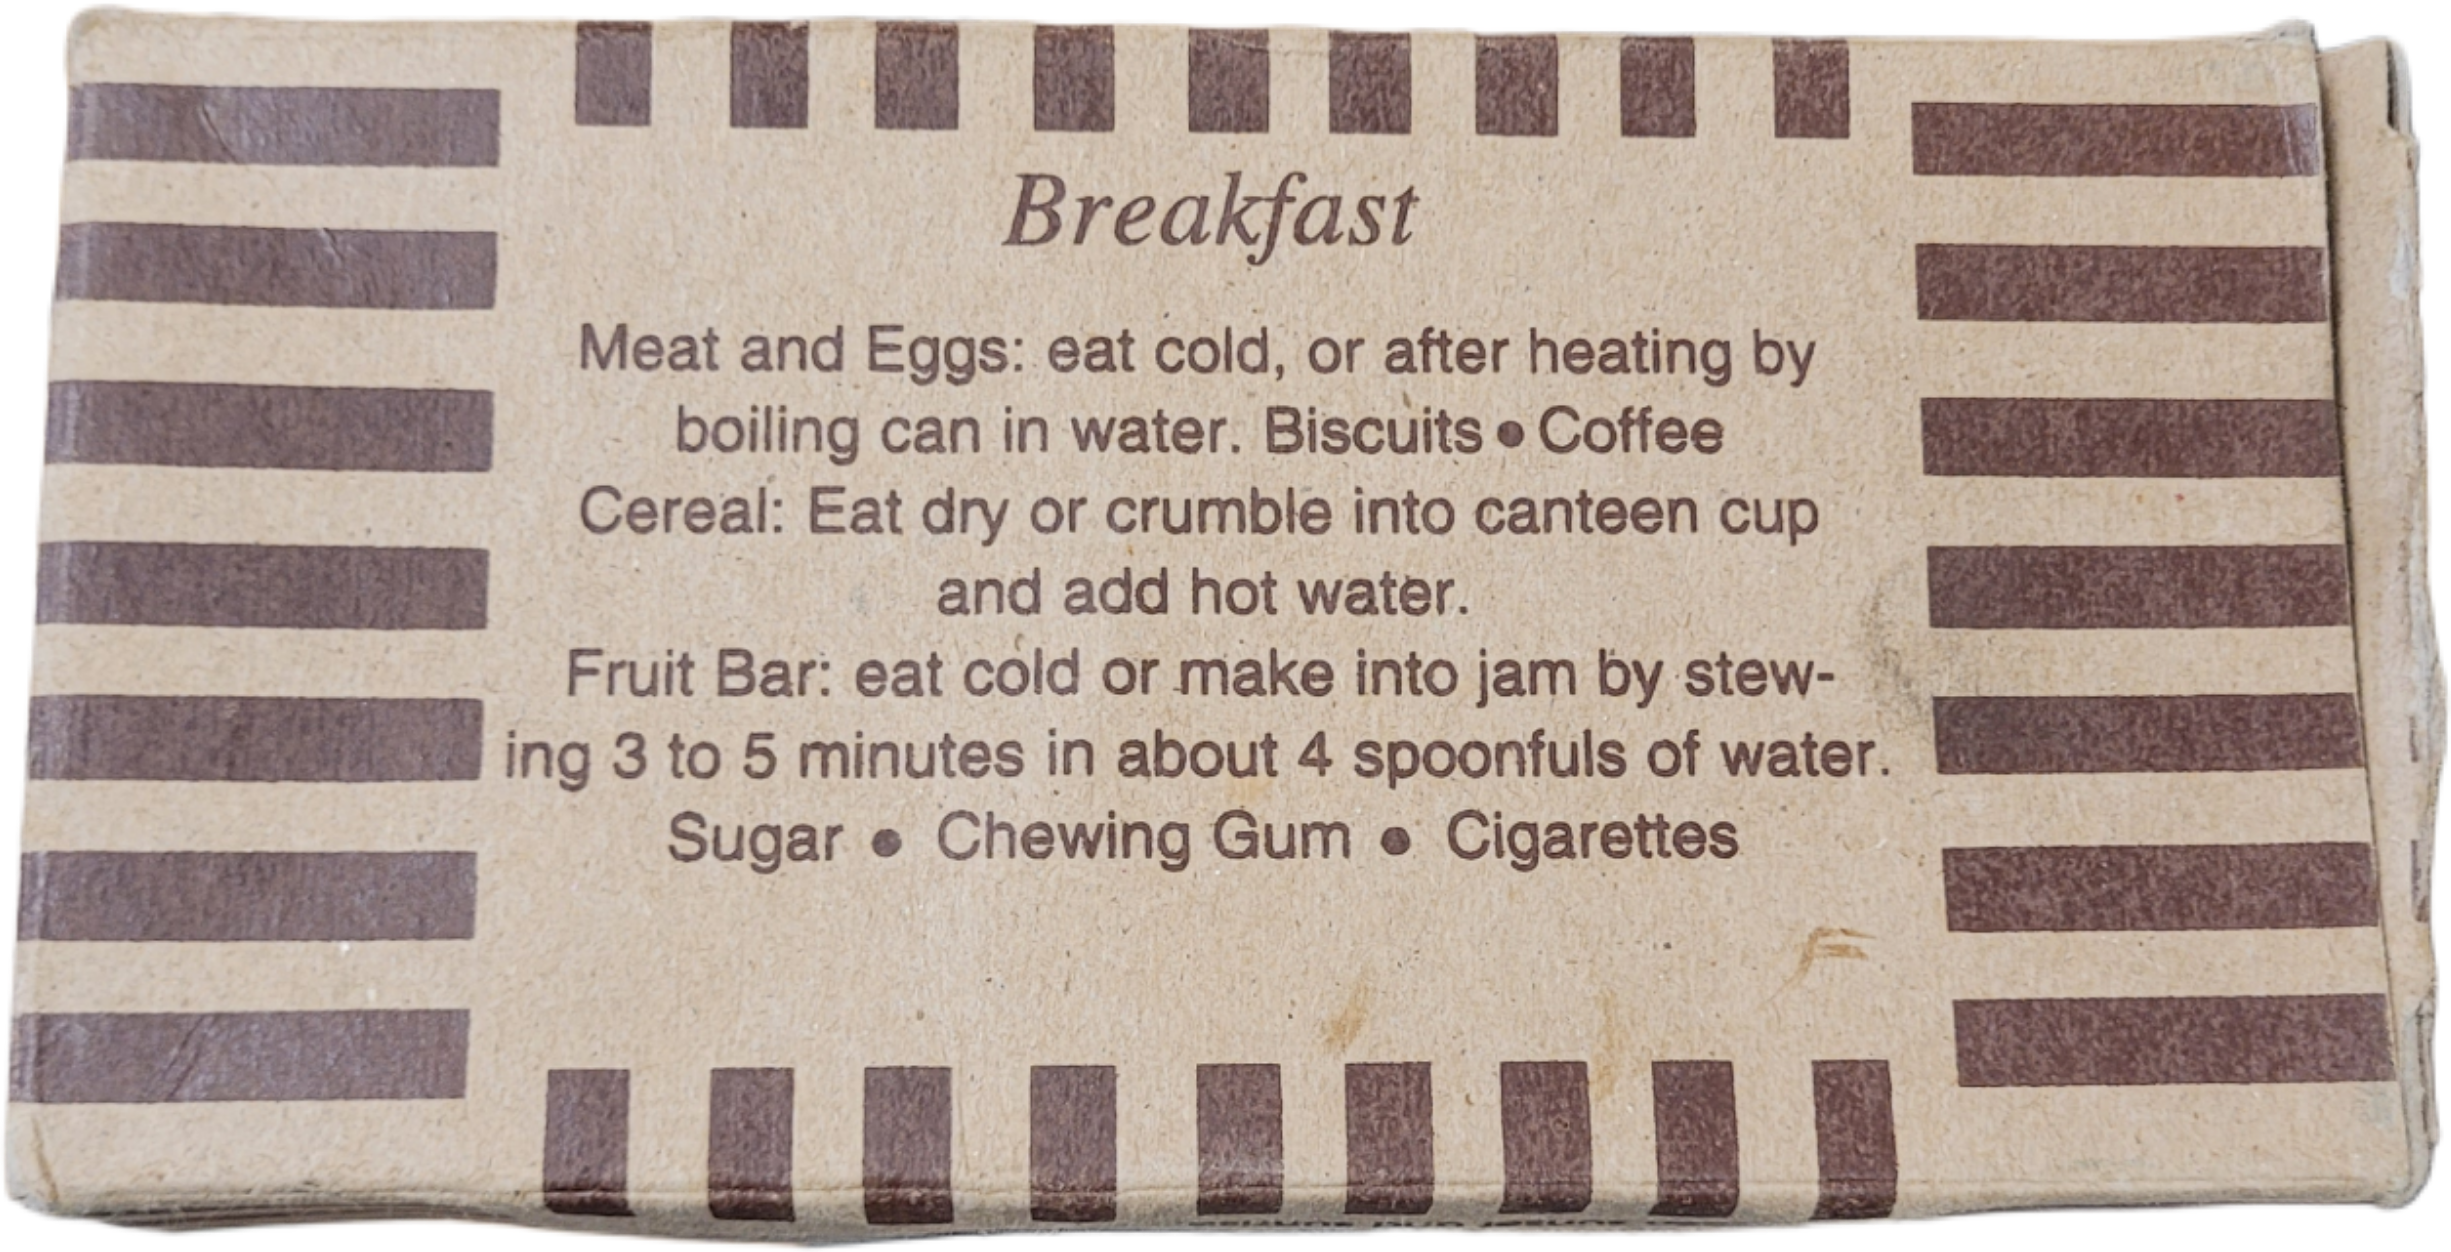 Breakfast
Meat and Eggs: eat cold, or after heating by
boiling can in water. Biscuits • Coffee
Cereal: Eat dry or crumble into canteen cup
and add hot water.
Fruit Bar: eat cold or make into jam by stew-
ing 3 to 5 minutes in about 4 spoonfuls of water.
Sugar • Chewing Gum • Cigarettes